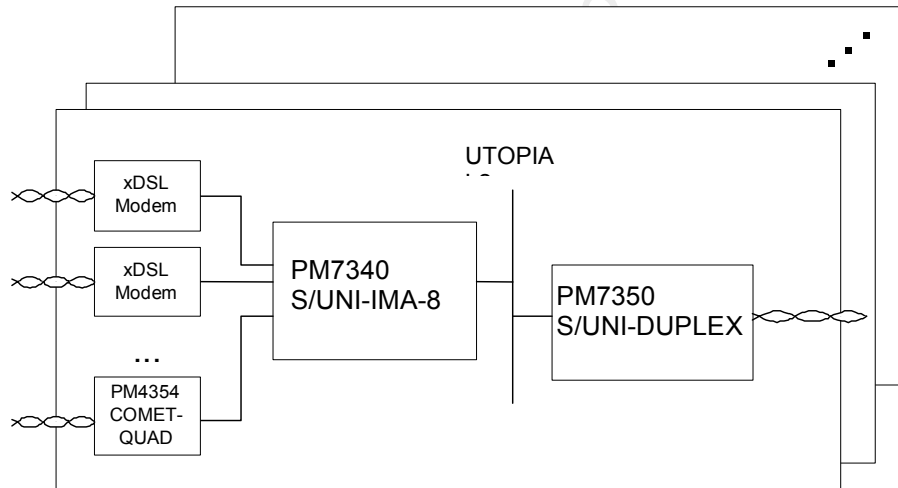 UTOPIA
xDSL
Modem
xDSL
Modem
...
PM4354
COMET-
QUAD
PM7340
S/UNI-IMA-8
PM7350
S/UNI-DUPLEX